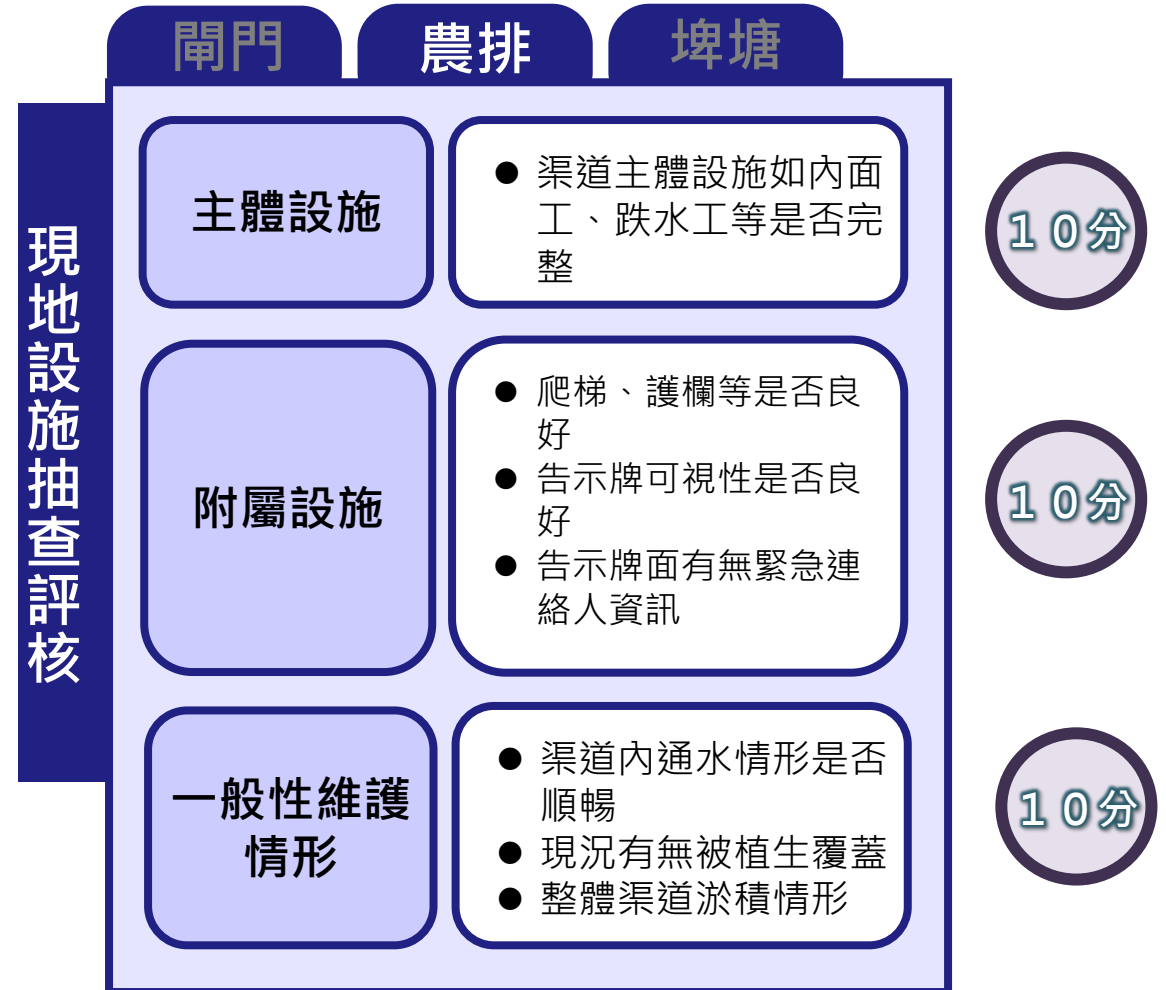 閘門
農排
埤塘
現地設施抽查評核
主體設施
● 渠道主體設施如內面
工、跌水工等是否完
整
１０分
附屬設施
● 爬梯、護欄等是否良
好
● 告示牌可視性是否良
好
● 告示牌面有無緊急連
絡人資訊
１０分
一般性維護
情形
● 渠道內通水情形是否
順暢
● 現況有無被植生覆蓋
● 整體渠道淤積情形
１０分